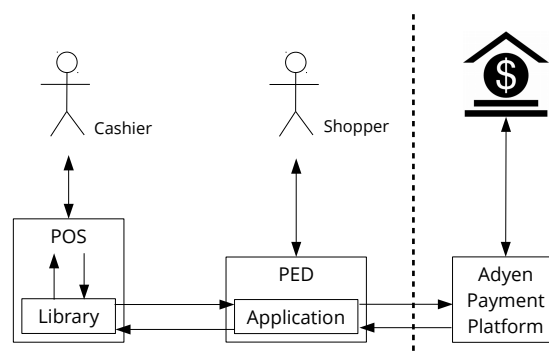 Cashier
Shopper
$
POS
Library
PED
Application
Adyen
Payment
Platform